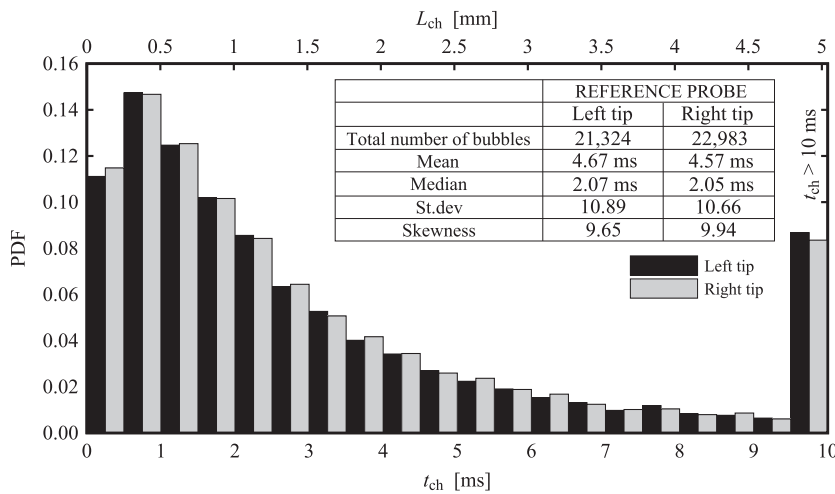 L_ch [mm]
0 0.5 1 1.5 2 2.5 3 3.5 4 4.5 5
0.16
0.14
0.12
0.10
0.08
0.06
0.04
0.02
0.00
PDF
REFERENCE PROBE
Left tip Right tip
Total number of bubbles 21,324 22,983
Mean 4.67 ms 4.57 ms
Median 2.07 ms 2.05 ms
St.dev 10.89 10.66
Skewness 9.65 9.94
t_ch > 10 ms
Left tip
Right tip
0 1 2 3 4 5 6 7 8 9 10
t_ch [ms]